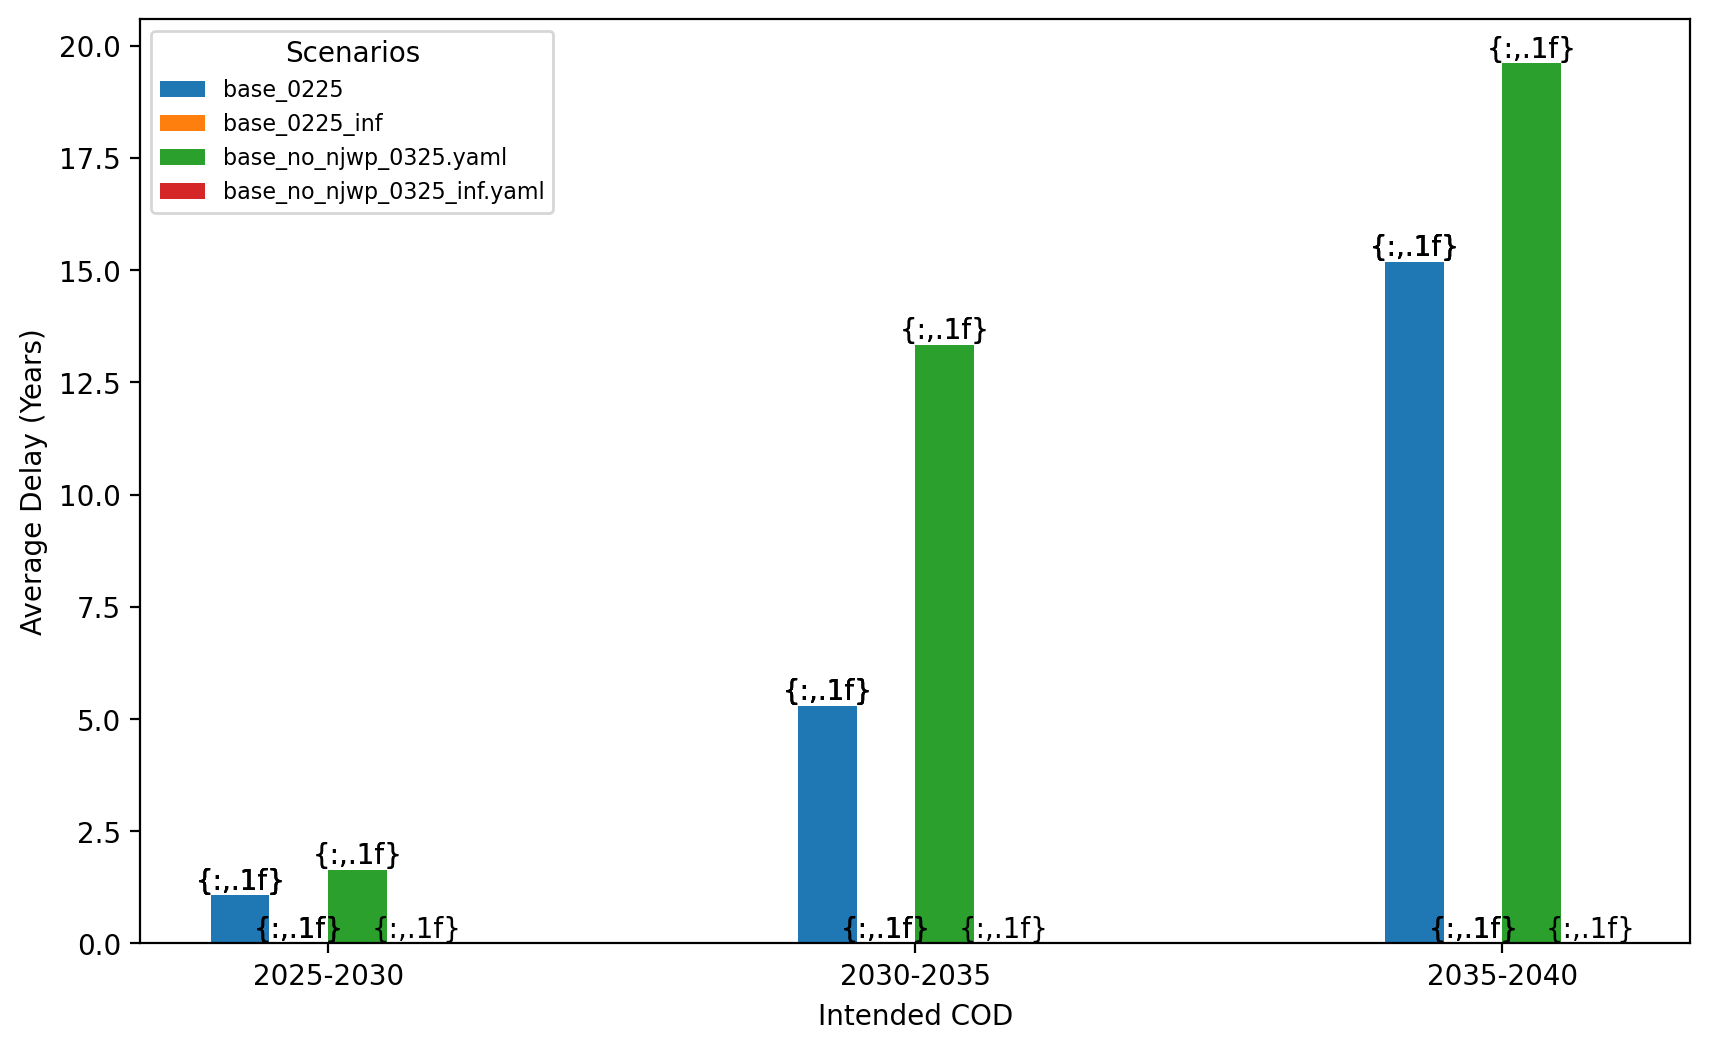 Scenarios
base_0225
base_0225_inf
base_no_njwp_0325.yaml
base_no_njwp_0325_inf.yaml
Average Delay (Years)
20.0
17.5
15.0
12.5
10.0
7.5
5.0
2.5
0.0
{:,.1f}
{:,.1f}
{:,.1f}
{:,.1f}
{:,.1f}
{:,.1f}
{:,.1f}
{:,.1f}
{:,.1f}
{:,.1f}
{:,.1f}
{:,.1f}
2025-2030
2030-2035
2035-2040
Intended COD